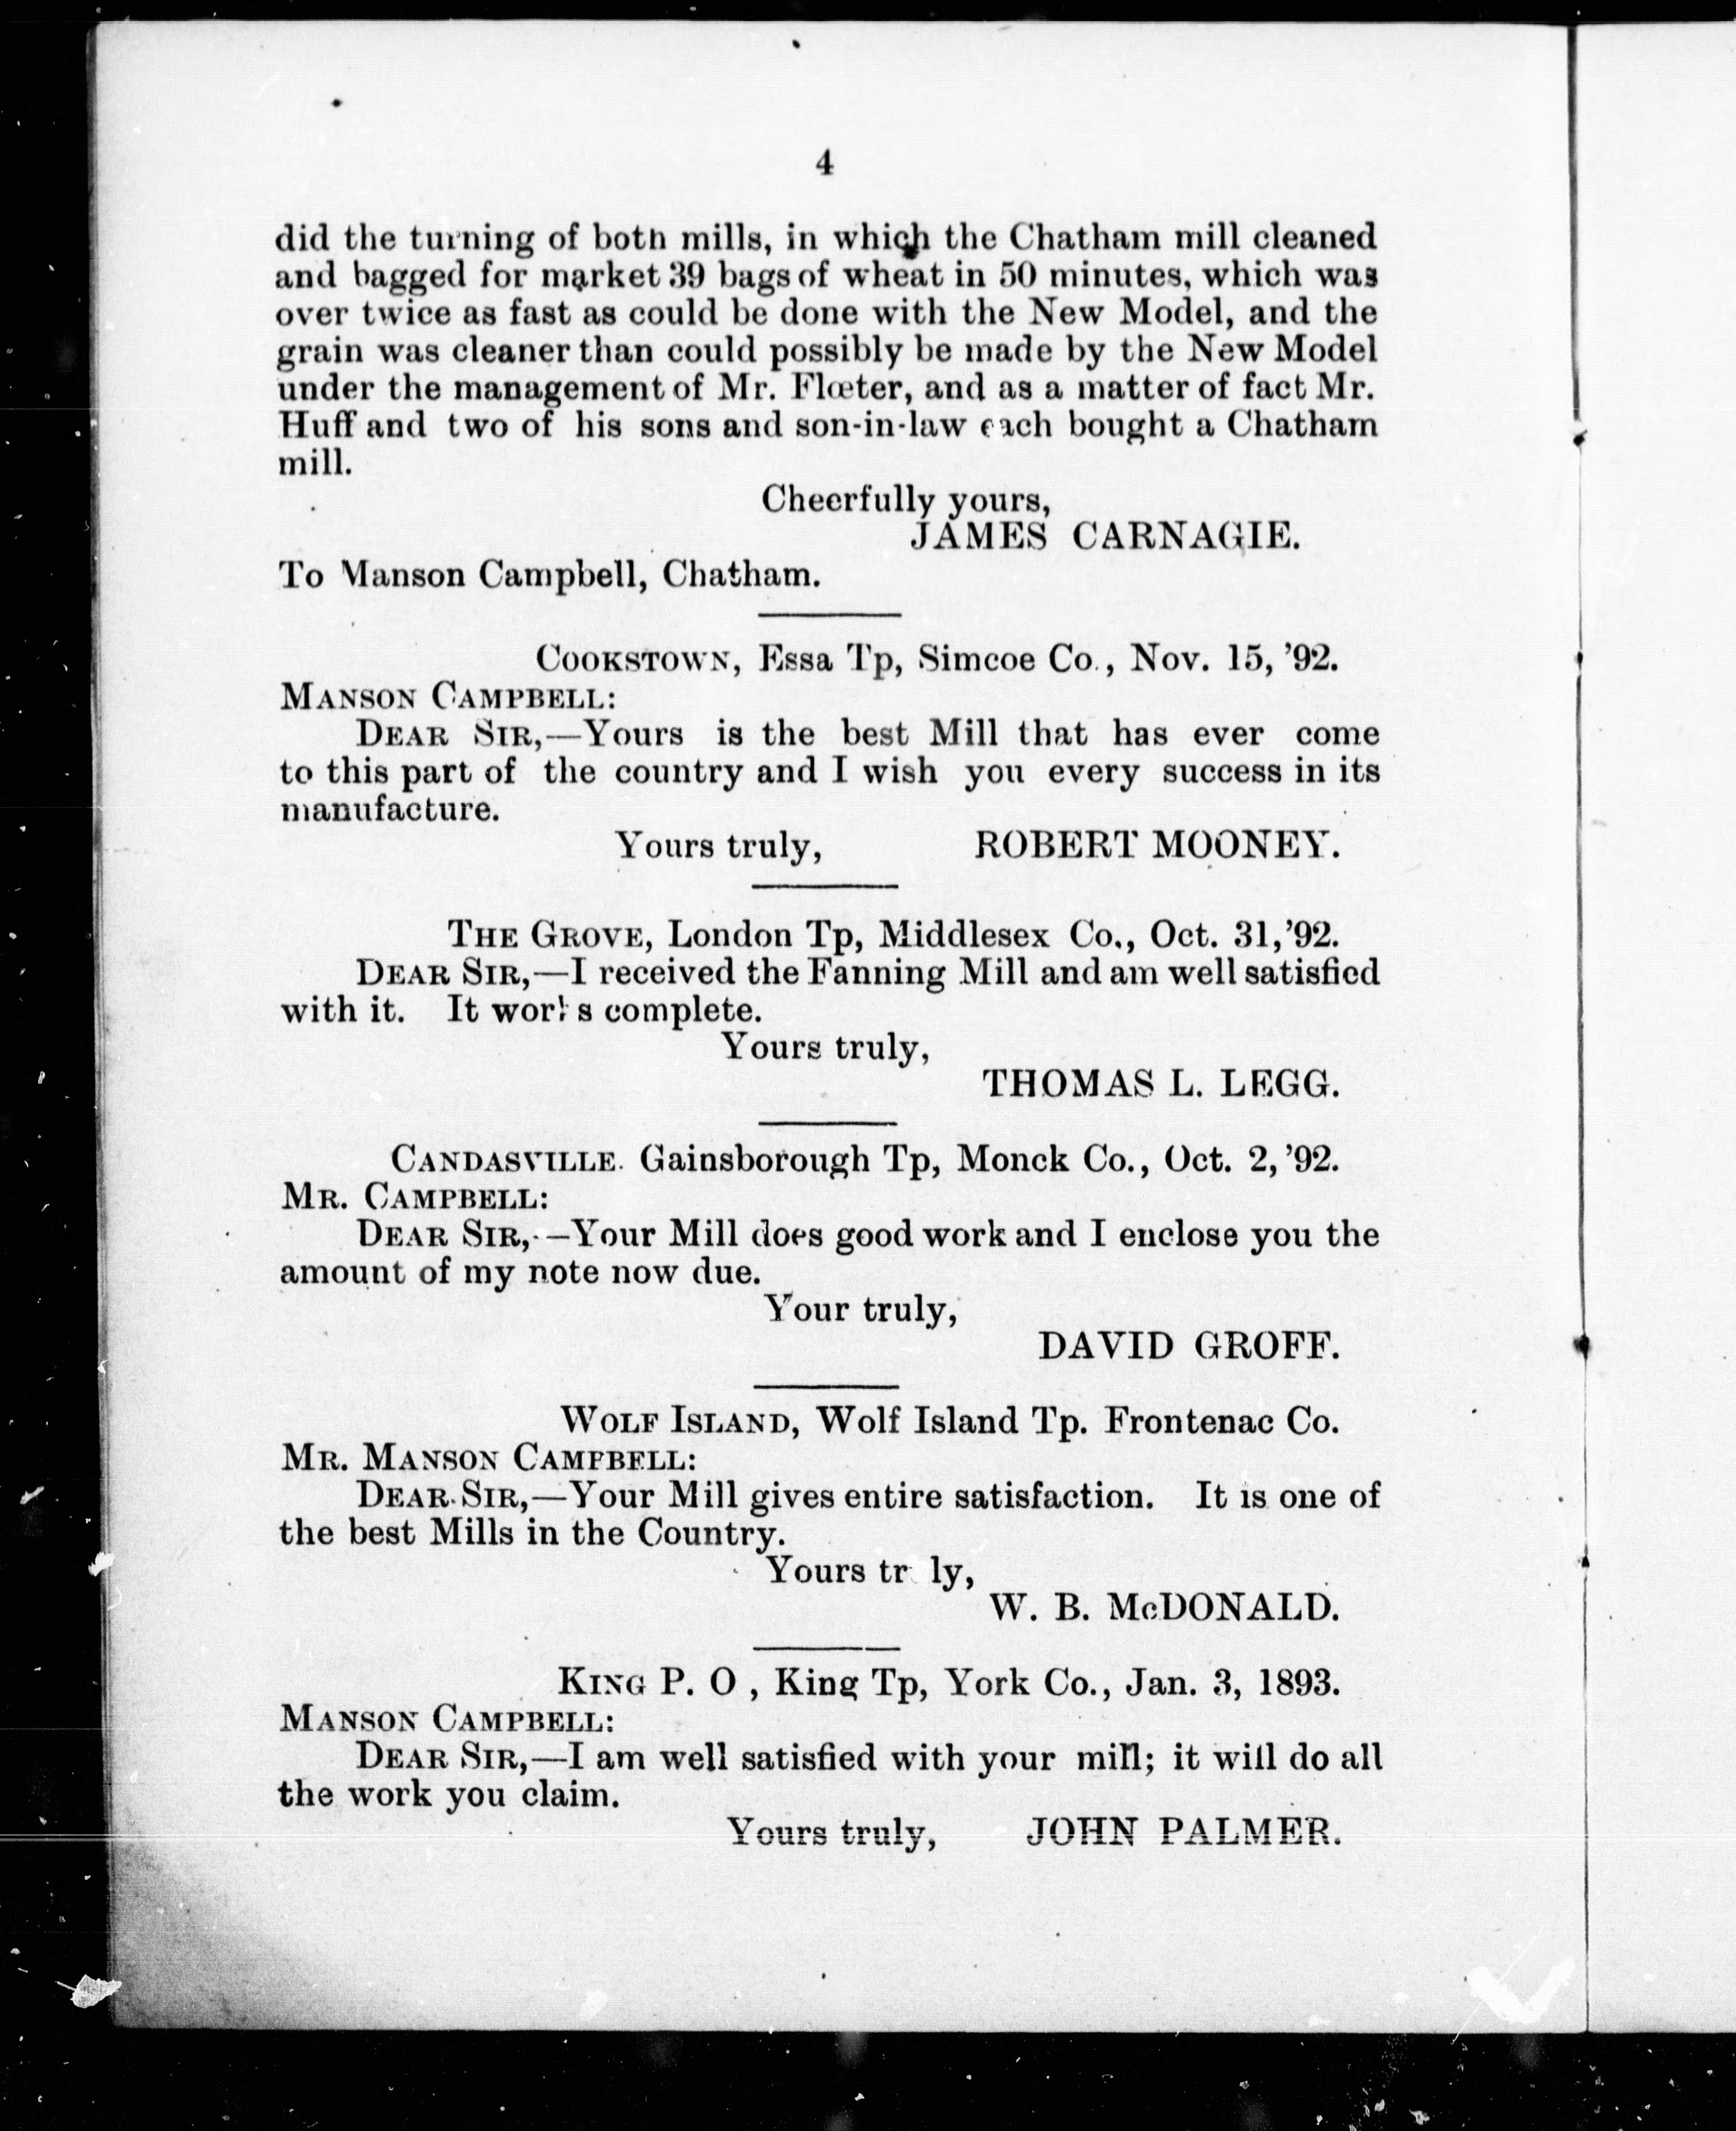 4
did the turning of both mills, in which the Chatham mill cleaned
and bagged for market 39 bags of wheat in 50 minutes, which was
over twice as fast as could be done with the New Model, and the
grain was cleaner than could possibly be made by the New Model
under the management of Mr. Flœter, and as a matter of fact Mr.
Huff and two of his sons and son-in-law each bought a Chatham
mill.
Cheerfully yours,
JAMES CARNAGIE.
To Manson Campbell, Chatham.
COOKSTOWN, Essa Tp, Simcoe Co., Nov. 15, '92.
MANSON CAMPBELL:
DEAR SIR,—Yours is the best Mill that has ever come
to this part of the country and I wish you every success in its
manufacture.
Yours truly, ROBERT MOONEY.
THE GROVE, London Tp, Middlesex Co., Oct. 31, '92.
DEAR SIR,—I received the Fanning Mill and am well satisfied
with it. It works complete.
Yours truly,
THOMAS L. LEGG.
CANDASVILLE. Gainsborough Tp, Monck Co., Oct. 2, '92.
MR. CAMPBELL:
DEAR SIR,—Your Mill does good work and I enclose you the
amount of my note now due.
Your truly,
DAVID GROFF.
WOLF ISLAND, Wolf Island Tp. Frontenac Co.
MR. MANSON CAMPBELL:
DEAR SIR,—Your Mill gives entire satisfaction. It is one of
the best Mills in the Country.
Yours tr ly,
W. B. McDONALD.
KING P. O , King Tp, York Co., Jan. 3, 1893.
MANSON CAMPBELL:
DEAR SIR,—I am well satisfied with your mill; it will do all
the work you claim.
Yours truly, JOHN PALMER.